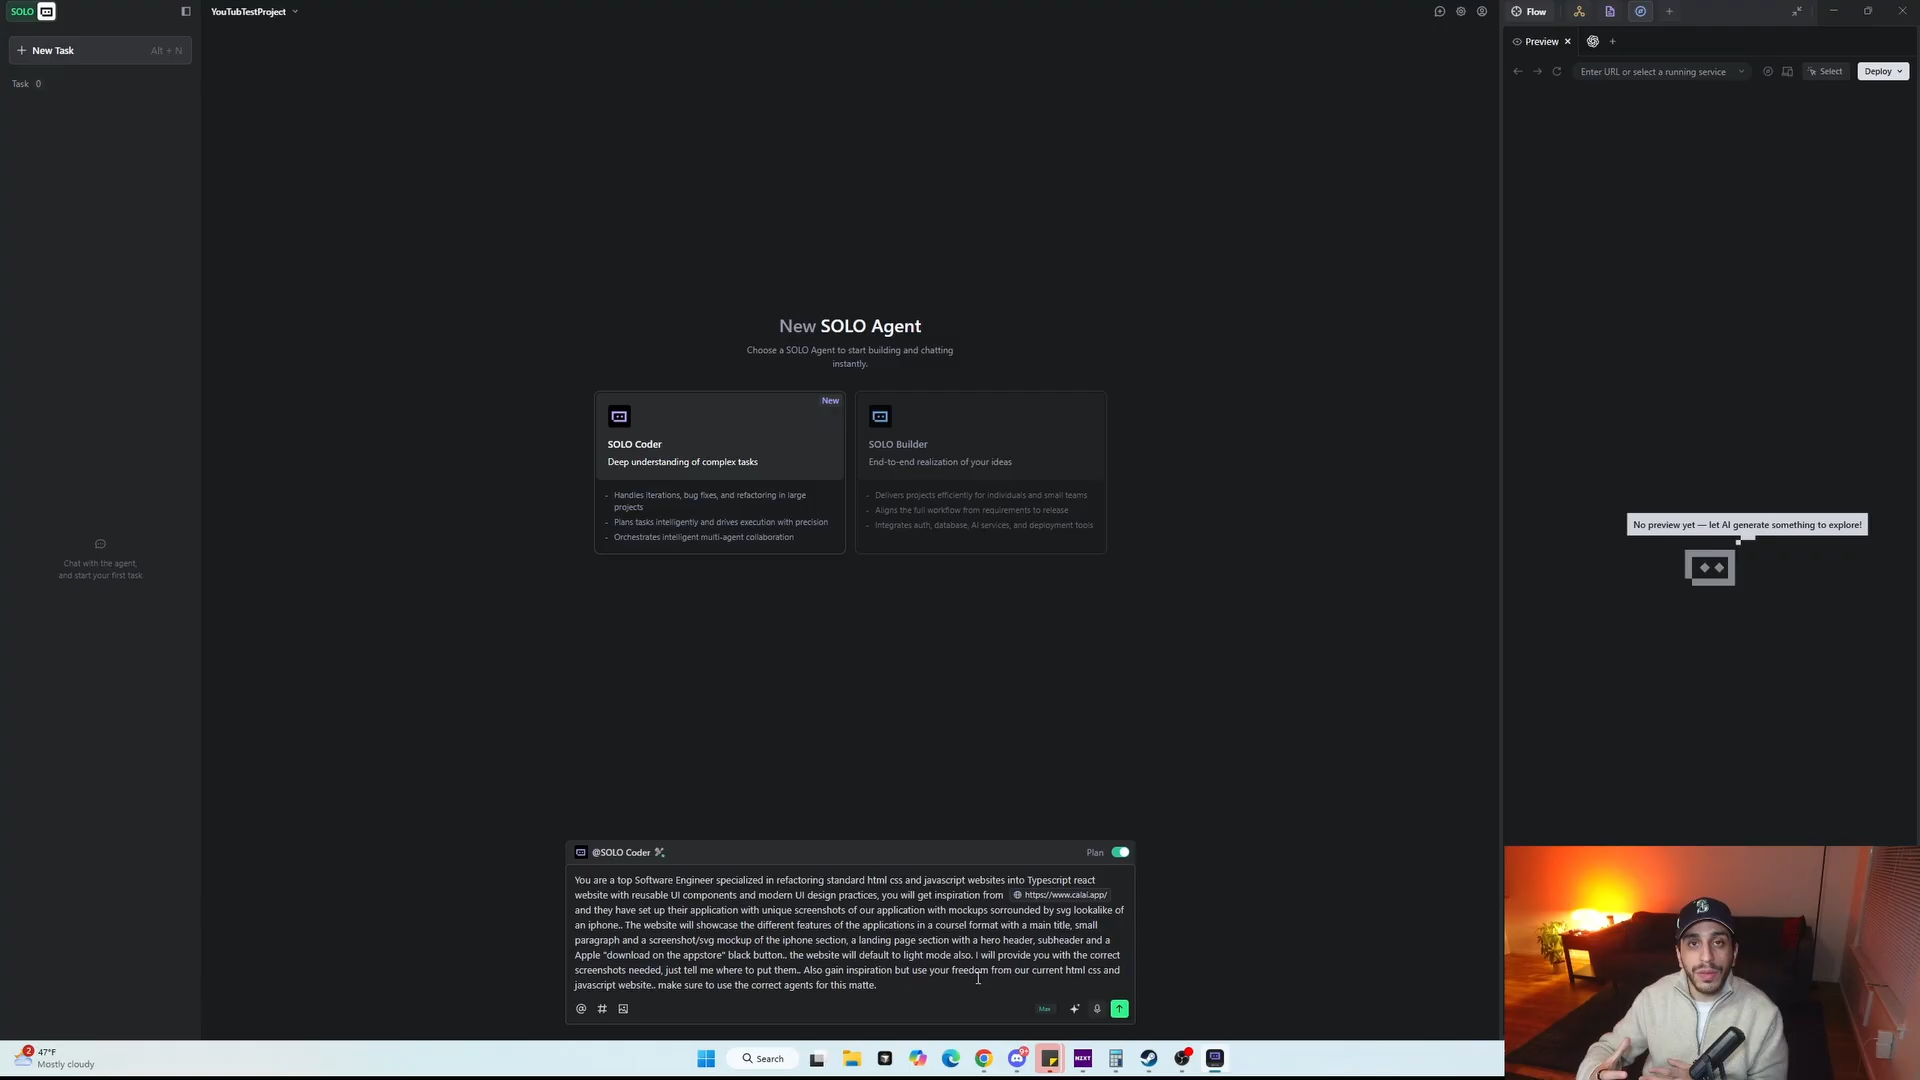 SOLO
YouTubTestProject
Flow
New Task
Alt + N
Task 0
Preview
Enter URL or select a running service
Select
Deploy
New SOLO Agent
Choose a SOLO Agent to start building and chatting
instantly.
New
SOLO Coder
Deep understanding of complex tasks
- Handles iterations, bug fixes, and refactoring in large
projects
- Plans tasks intelligently and drives execution with precision
- Orchestrates intelligent multi-agent collaboration
SOLO Builder
End-to-end realization of your ideas
- Delivers projects efficiently for individuals and small teams
- Aligns the full workflow from requirements to release
- Integrates auth, database, AI services, and deployment tools
Chat with the agent,
and start your first task
No preview yet — let AI generate something to explore!
@SOLO Coder
Plan
You are a top Software Engineer specialized in refactoring standard html css and javascript websites into Typescript react
website with reusable UI components and modern UI design practices, you will get inspiration from https://www.calai.app/
and they have set up their application with unique screenshots of our application with mockups sorrounded by svg lookalike of
an iphone.. The website will showcase the different features of the applications in a coursel format with a main title, small
paragraph and a screenshot/svg mockup of the iphone section, a landing page section with a hero header, subheader and a
Apple "download on the appstore" black button.. the website will default to light mode also. I will provide you with the correct
screenshots needed, just tell me where to put them.. Also gain inspiration but use your freedom from our current html css and
javascript website.. make sure to use the correct agents for this matte.
Max
2
47°F
Mostly cloudy
Search
NZXT